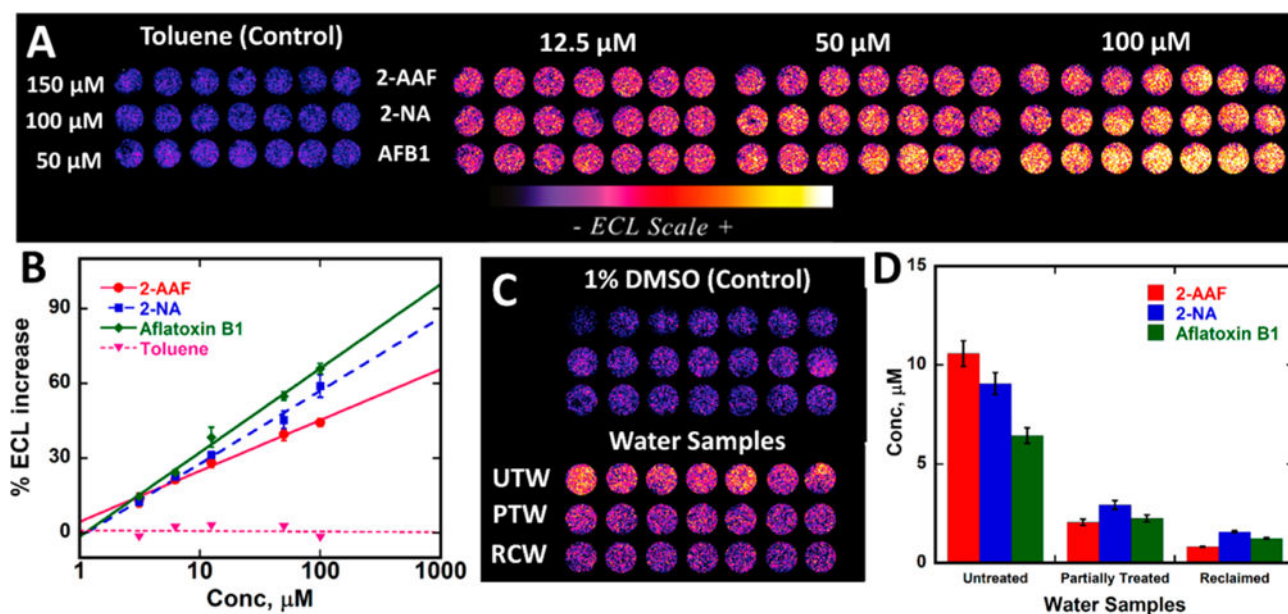 A
Toluene (Control)
12.5 µM
50 µM
100 µM
150 µM
100 µM
50 µM
2-AAF
2-NA
AFB1
- ECL Scale +
B
% ECL increase
90
60
30
0
2-AAF
2-NA
Aflatoxin B1
Toluene
1
10
100
1000
Conc, µM
C
1% DMSO (Control)
Water Samples
UTW
PTW
RCW
D
Conc, µM
15
10
5
0
2-AAF
2-NA
Aflatoxin B1
Untreated
Partially Treated
Reclaimed
Water Samples